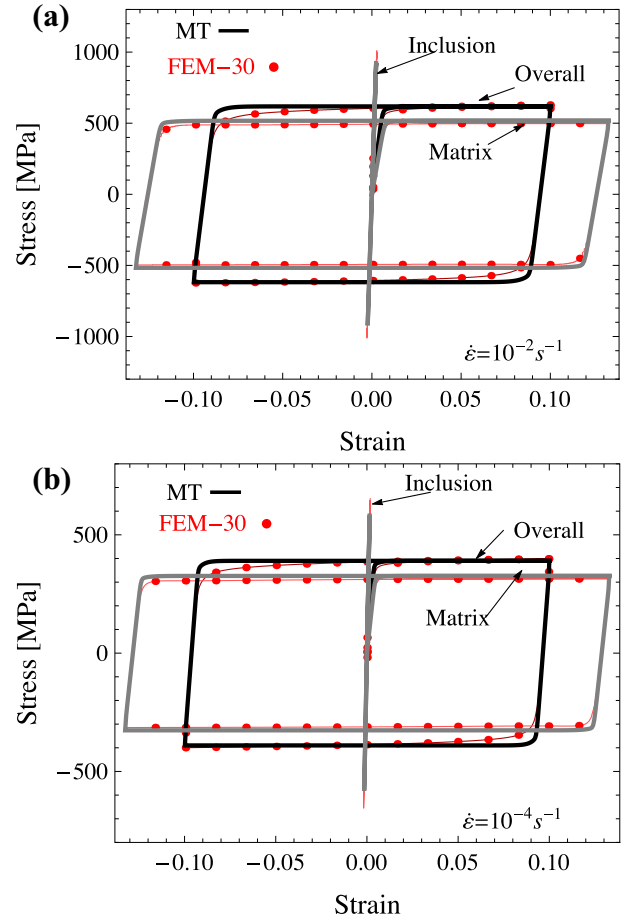 (a)
MT
FEM−30
Inclusion
Overall
Matrix
1000
500
0
−500
−1000
Stress [MPa]
ε̇=10⁻²s⁻¹
−0.10 −0.05 0.00 0.05 0.10
Strain
(b)
MT
FEM−30
Inclusion
Overall
Matrix
500
0
−500
Stress [MPa]
ε̇=10⁻⁴s⁻¹
−0.10 −0.05 0.00 0.05 0.10
Strain